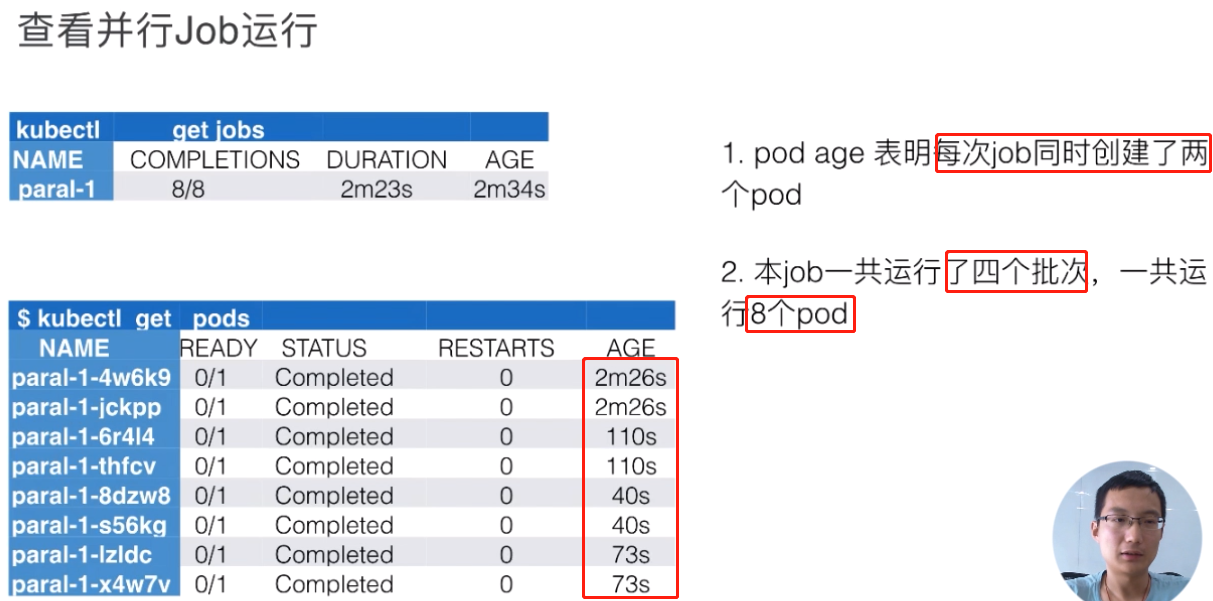 查看并行Job运行
kubectl get jobs
NAME COMPLETIONS DURATION AGE
paral-1 8/8 2m23s 2m34s
1. pod age 表明每次job同时创建了两
个pod
2. 本job一共运行了四个批次，一共运
行8个pod
$ kubectl get pods
NAME READY STATUS RESTARTS AGE
paral-1-4w6k9 0/1 Completed 0 2m26s
paral-1-jckpp 0/1 Completed 0 2m26s
paral-1-6r4l4 0/1 Completed 0 110s
paral-1-thfcv 0/1 Completed 0 110s
paral-1-8dzw8 0/1 Completed 0 40s
paral-1-s56kg 0/1 Completed 0 40s
paral-1-lzldc 0/1 Completed 0 73s
paral-1-x4w7v 0/1 Completed 0 73s